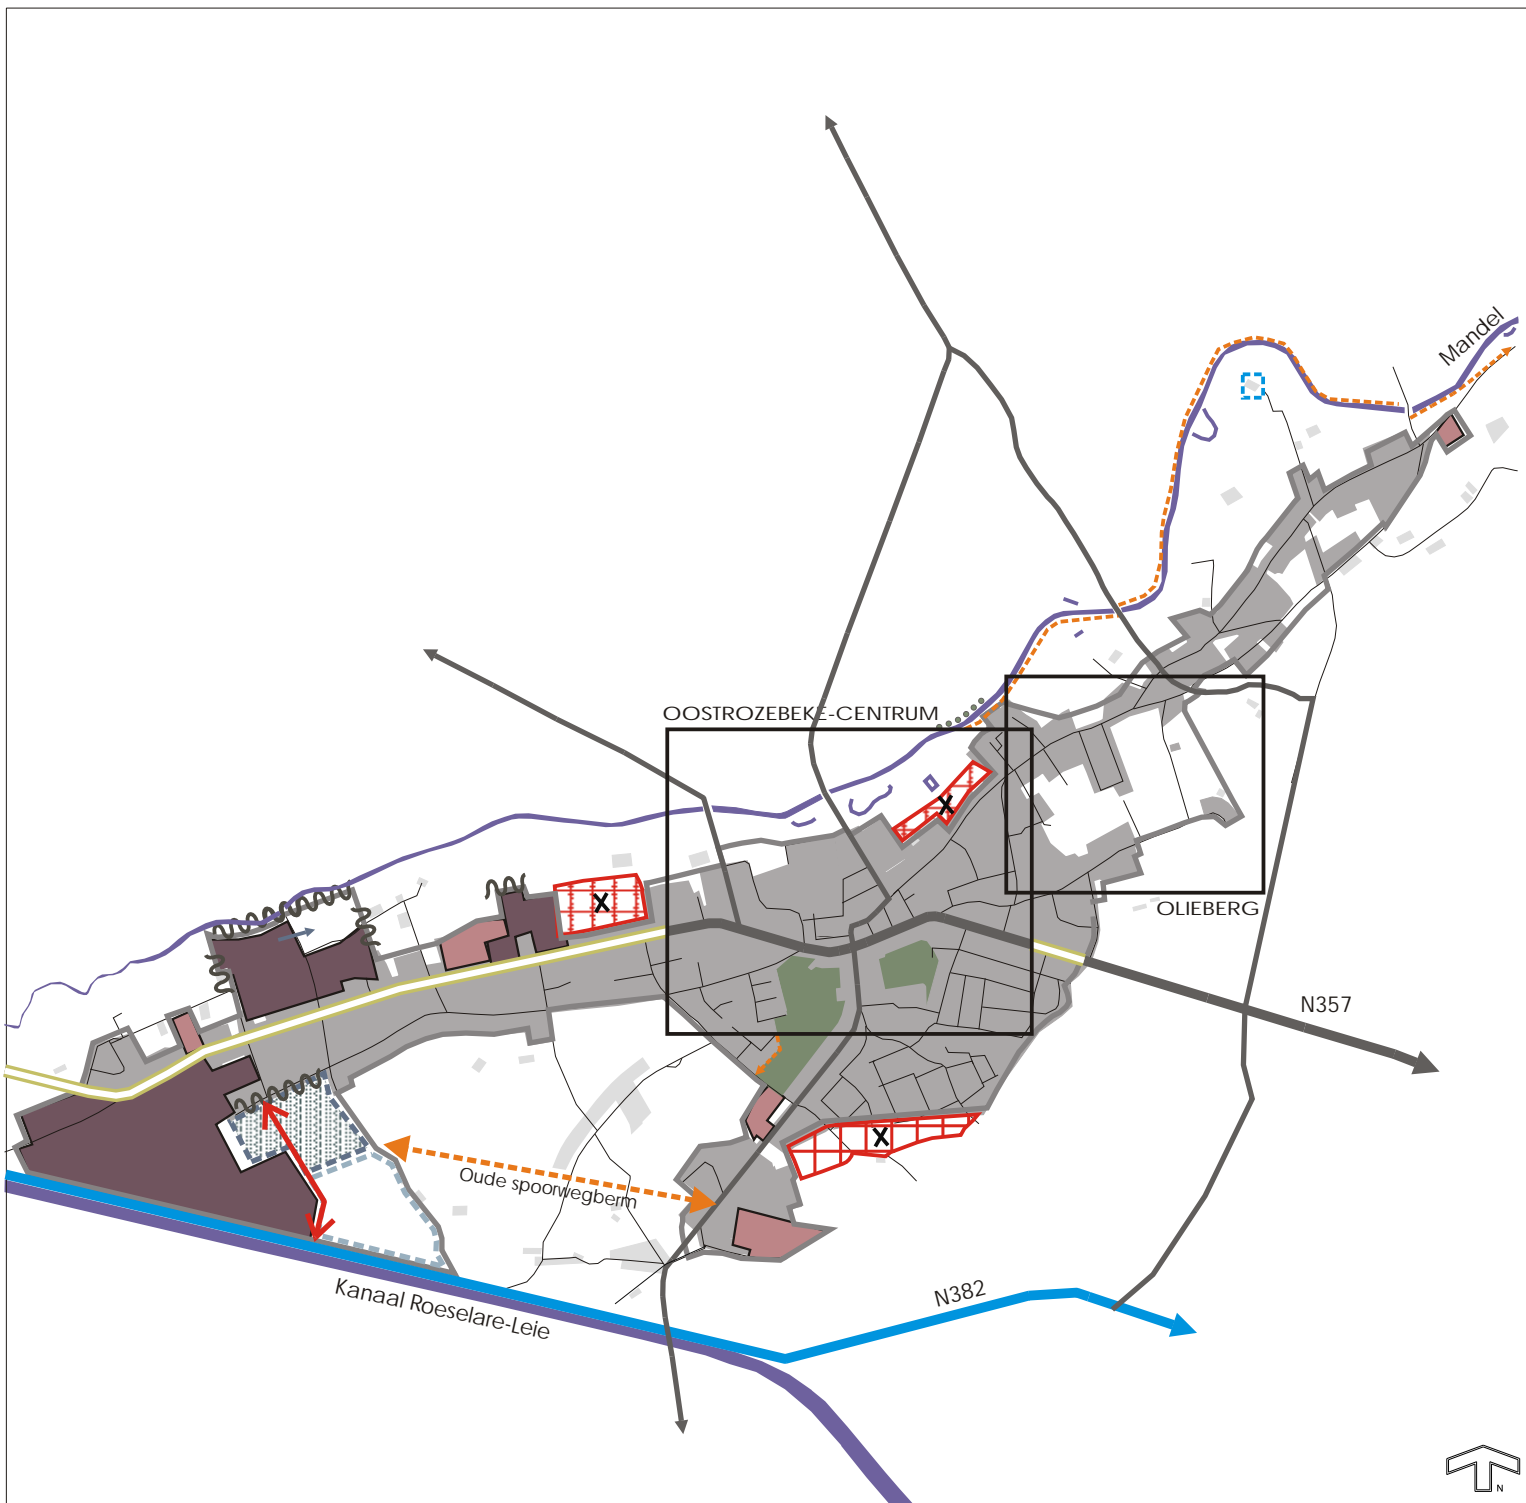 Mandel
OOSTROZEBEKE-CENTRUM
X
X
OLIEBERG
N357
X
Oude spoorwegberm
N382
Kanaal Roeselare-Leie
N